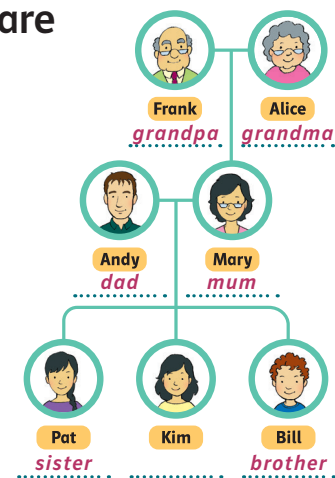 are
Frank Alice
grandpa grandma
Andy Mary
dad mum
Pat Kim Bill
sister brother